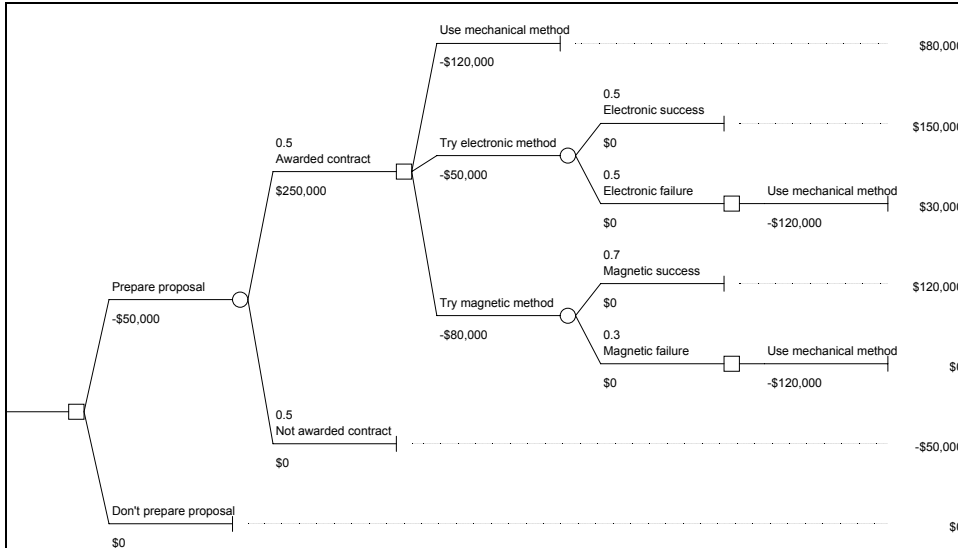 Use mechanical method
-$120,000
$80,000
0.5
Electronic success
$0
$150,000
Try electronic method
-$50,000
0.5
Electronic failure
$0
Use mechanical method
-$120,000
$30,000
0.5
Awarded contract
$250,000
0.7
Magnetic success
$0
$120,000
Try magnetic method
-$80,000
0.3
Magnetic failure
$0
Use mechanical method
-$120,000
$0
Prepare proposal
-$50,000
0.5
Not awarded contract
$0
-$50,000
Don't prepare proposal
$0
$0